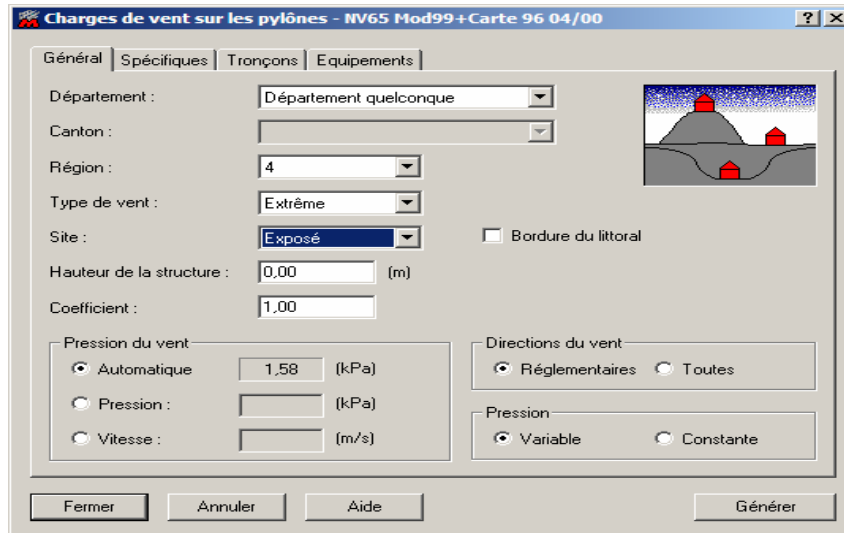 Charges de vent sur les pylônes - NV65 Mod99+Carte 96 04/00
Général Spécifiques Tronçons Equipements
Département : Département quelconque
Canton :
Région : 4
Type de vent : Extrême
Site : Exposé Bordure du littoral
Hauteur de la structure : 0,00 (m)
Coefficient : 1,00
Pression du vent
Automatique 1,58 (kPa)
Pression : (kPa)
Vitesse : (m/s)
Directions du vent
Réglementaires Toutes
Pression
Variable Constante
Fermer Annuler Aide Générer